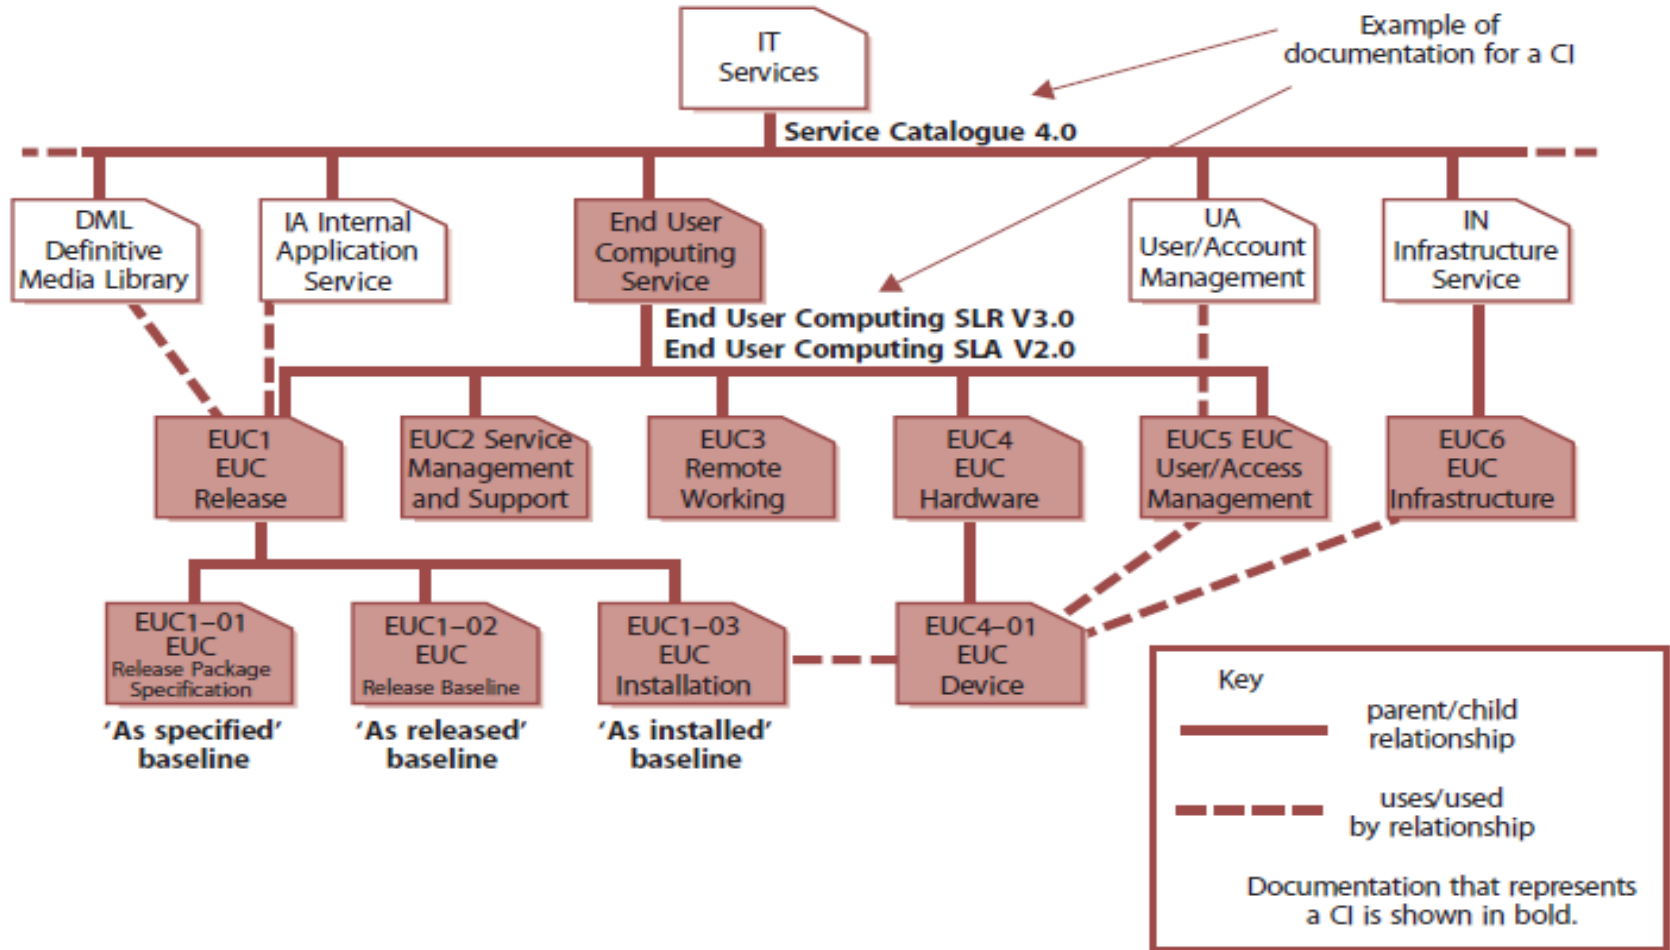 IT
Services
Example of
documentation for a CI
Service Catalogue 4.0
DML
Definitive
Media Library
IA Internal
Application
Service
End User
Computing
Service
UA
User/Account
Management
IN
Infrastructure
Service
End User Computing SLR V3.0
End User Computing SLA V2.0
EUC1
EUC
Release
EUC2 Service
Management
and Support
EUC3
Remote
Working
EUC4
EUC
Hardware
EUC5 EUC
User/Access
Management
EUC6
EUC
Infrastructure
EUC1–01
EUC
Release Package
Specification
EUC1–02
EUC
Release Baseline
EUC1–03
EUC
Installation
EUC4–01
EUC
Device
‘As specified’
baseline
‘As released’
baseline
‘As installed’
baseline
Key
parent/child
relationship
uses/used
by relationship
Documentation that represents
a CI is shown in bold.